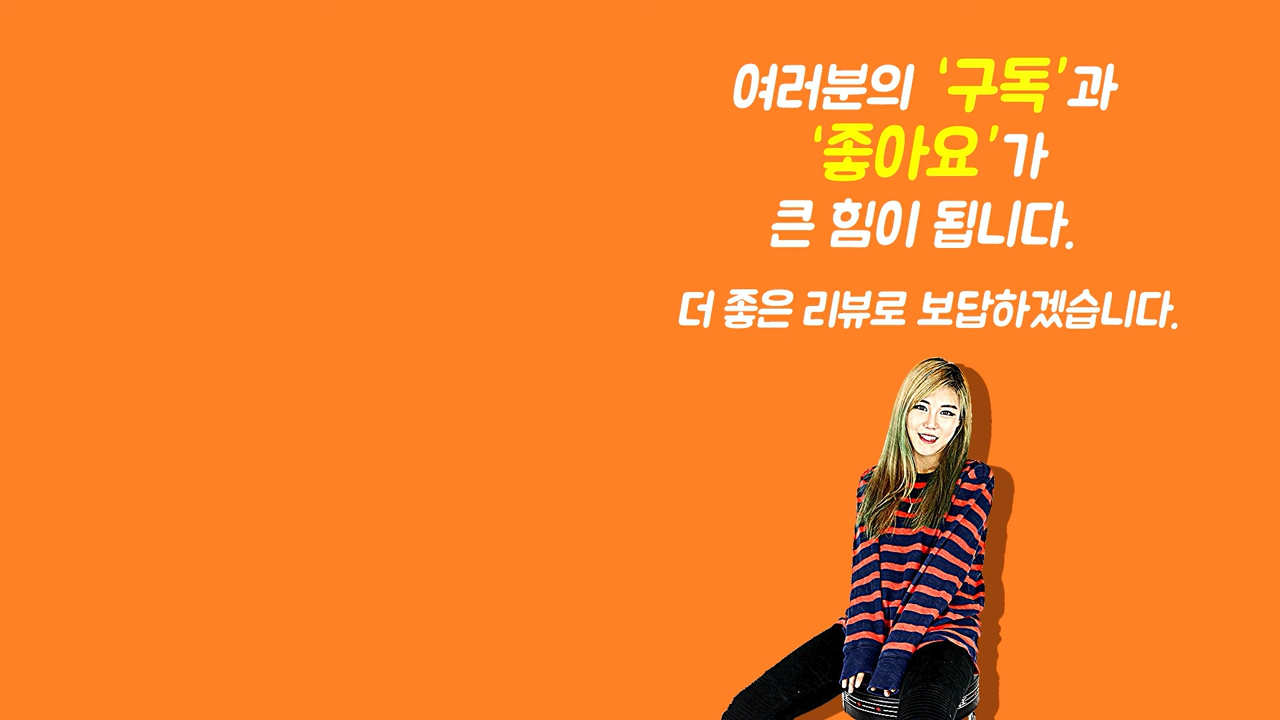 여러분의 '구독'과
'좋아요'가
큰 힘이 됩니다.
더 좋은 리뷰로 보답하겠습니다.